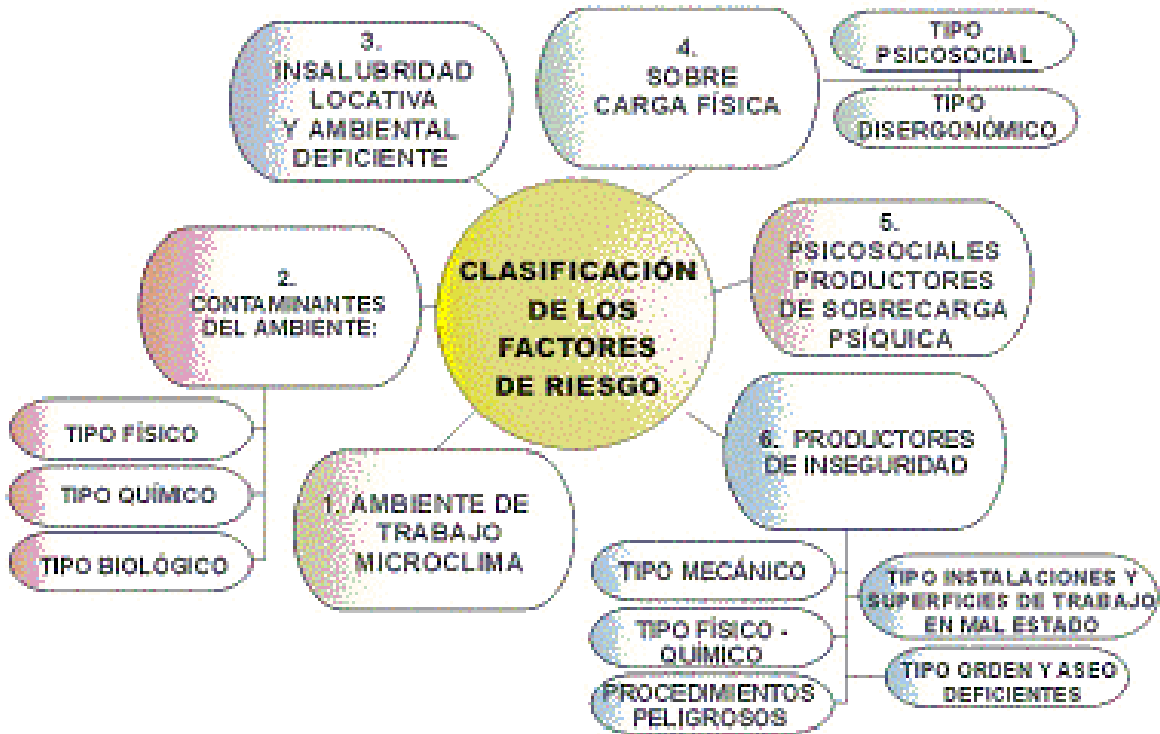 CLASIFICACIÓN
DE LOS
FACTORES
DE RIESGO
1. AMBIENTE DE
TRABAJO
MICROCLIMA
2.
CONTAMINANTES
DEL AMBIENTE:
TIPO FÍSICO
TIPO QUÍMICO
TIPO BIOLÓGICO
3.
INSALUBRIDAD
LOCATIVA
Y AMBIENTAL
DEFICIENTE
4.
SOBRE
CARGA FÍSICA
TIPO
PSICOSOCIAL
TIPO
DISERGONÓMICO
5.
PSICOSOCIALES
PRODUCTORES
DE SOBRECARGA
PSÍQUICA
6. PRODUCTORES
DE INSEGURIDAD
TIPO MECÁNICO
TIPO FÍSICO -
QUÍMICO
PROCEDIMIENTOS
PELIGROSOS
TIPO INSTALACIONES Y
SUPERFICIES DE TRABAJO
EN MAL ESTADO
TIPO ORDEN Y ASEO
DEFICIENTES